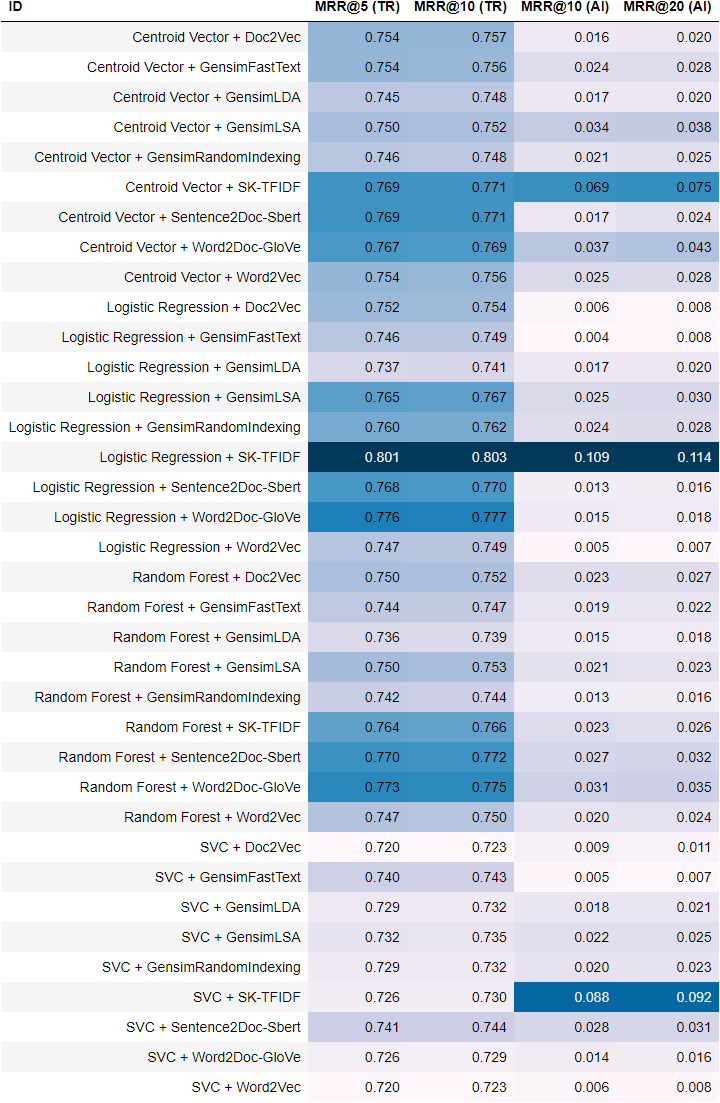 ID MRR@5 (TR) MRR@10 (TR) MRR@10 (AI) MRR@20 (AI)
Centroid Vector + Doc2Vec 0.754 0.757 0.016 0.020
Centroid Vector + GensimFastText 0.754 0.756 0.024 0.028
Centroid Vector + GensimLDA 0.745 0.748 0.017 0.020
Centroid Vector + GensimLSA 0.750 0.752 0.034 0.038
Centroid Vector + GensimRandomIndexing 0.746 0.748 0.021 0.025
Centroid Vector + SK-TFIDF 0.769 0.771 0.069 0.075
Centroid Vector + Sentence2Doc-Sbert 0.769 0.771 0.017 0.024
Centroid Vector + Word2Doc-GloVe 0.767 0.769 0.037 0.043
Centroid Vector + Word2Vec 0.754 0.756 0.025 0.028
Logistic Regression + Doc2Vec 0.752 0.754 0.006 0.008
Logistic Regression + GensimFastText 0.746 0.749 0.004 0.008
Logistic Regression + GensimLDA 0.737 0.741 0.017 0.020
Logistic Regression + GensimLSA 0.765 0.767 0.025 0.030
Logistic Regression + GensimRandomIndexing 0.760 0.762 0.024 0.028
Logistic Regression + SK-TFIDF 0.801 0.803 0.109 0.114
Logistic Regression + Sentence2Doc-Sbert 0.768 0.770 0.013 0.016
Logistic Regression + Word2Doc-GloVe 0.776 0.777 0.015 0.018
Logistic Regression + Word2Vec 0.747 0.749 0.005 0.007
Random Forest + Doc2Vec 0.750 0.752 0.023 0.027
Random Forest + GensimFastText 0.744 0.747 0.019 0.022
Random Forest + GensimLDA 0.736 0.739 0.015 0.018
Random Forest + GensimLSA 0.750 0.753 0.021 0.023
Random Forest + GensimRandomIndexing 0.742 0.744 0.013 0.016
Random Forest + SK-TFIDF 0.764 0.766 0.023 0.026
Random Forest + Sentence2Doc-Sbert 0.770 0.772 0.027 0.032
Random Forest + Word2Doc-GloVe 0.773 0.775 0.031 0.035
Random Forest + Word2Vec 0.747 0.750 0.020 0.024
SVC + Doc2Vec 0.720 0.723 0.009 0.011
SVC + GensimFastText 0.740 0.743 0.005 0.007
SVC + GensimLDA 0.729 0.732 0.018 0.021
SVC + GensimLSA 0.732 0.735 0.022 0.025
SVC + GensimRandomIndexing 0.729 0.732 0.020 0.023
SVC + SK-TFIDF 0.726 0.730 0.088 0.092
SVC + Sentence2Doc-Sbert 0.741 0.744 0.028 0.031
SVC + Word2Doc-GloVe 0.726 0.729 0.014 0.016
SVC + Word2Vec 0.720 0.723 0.006 0.008